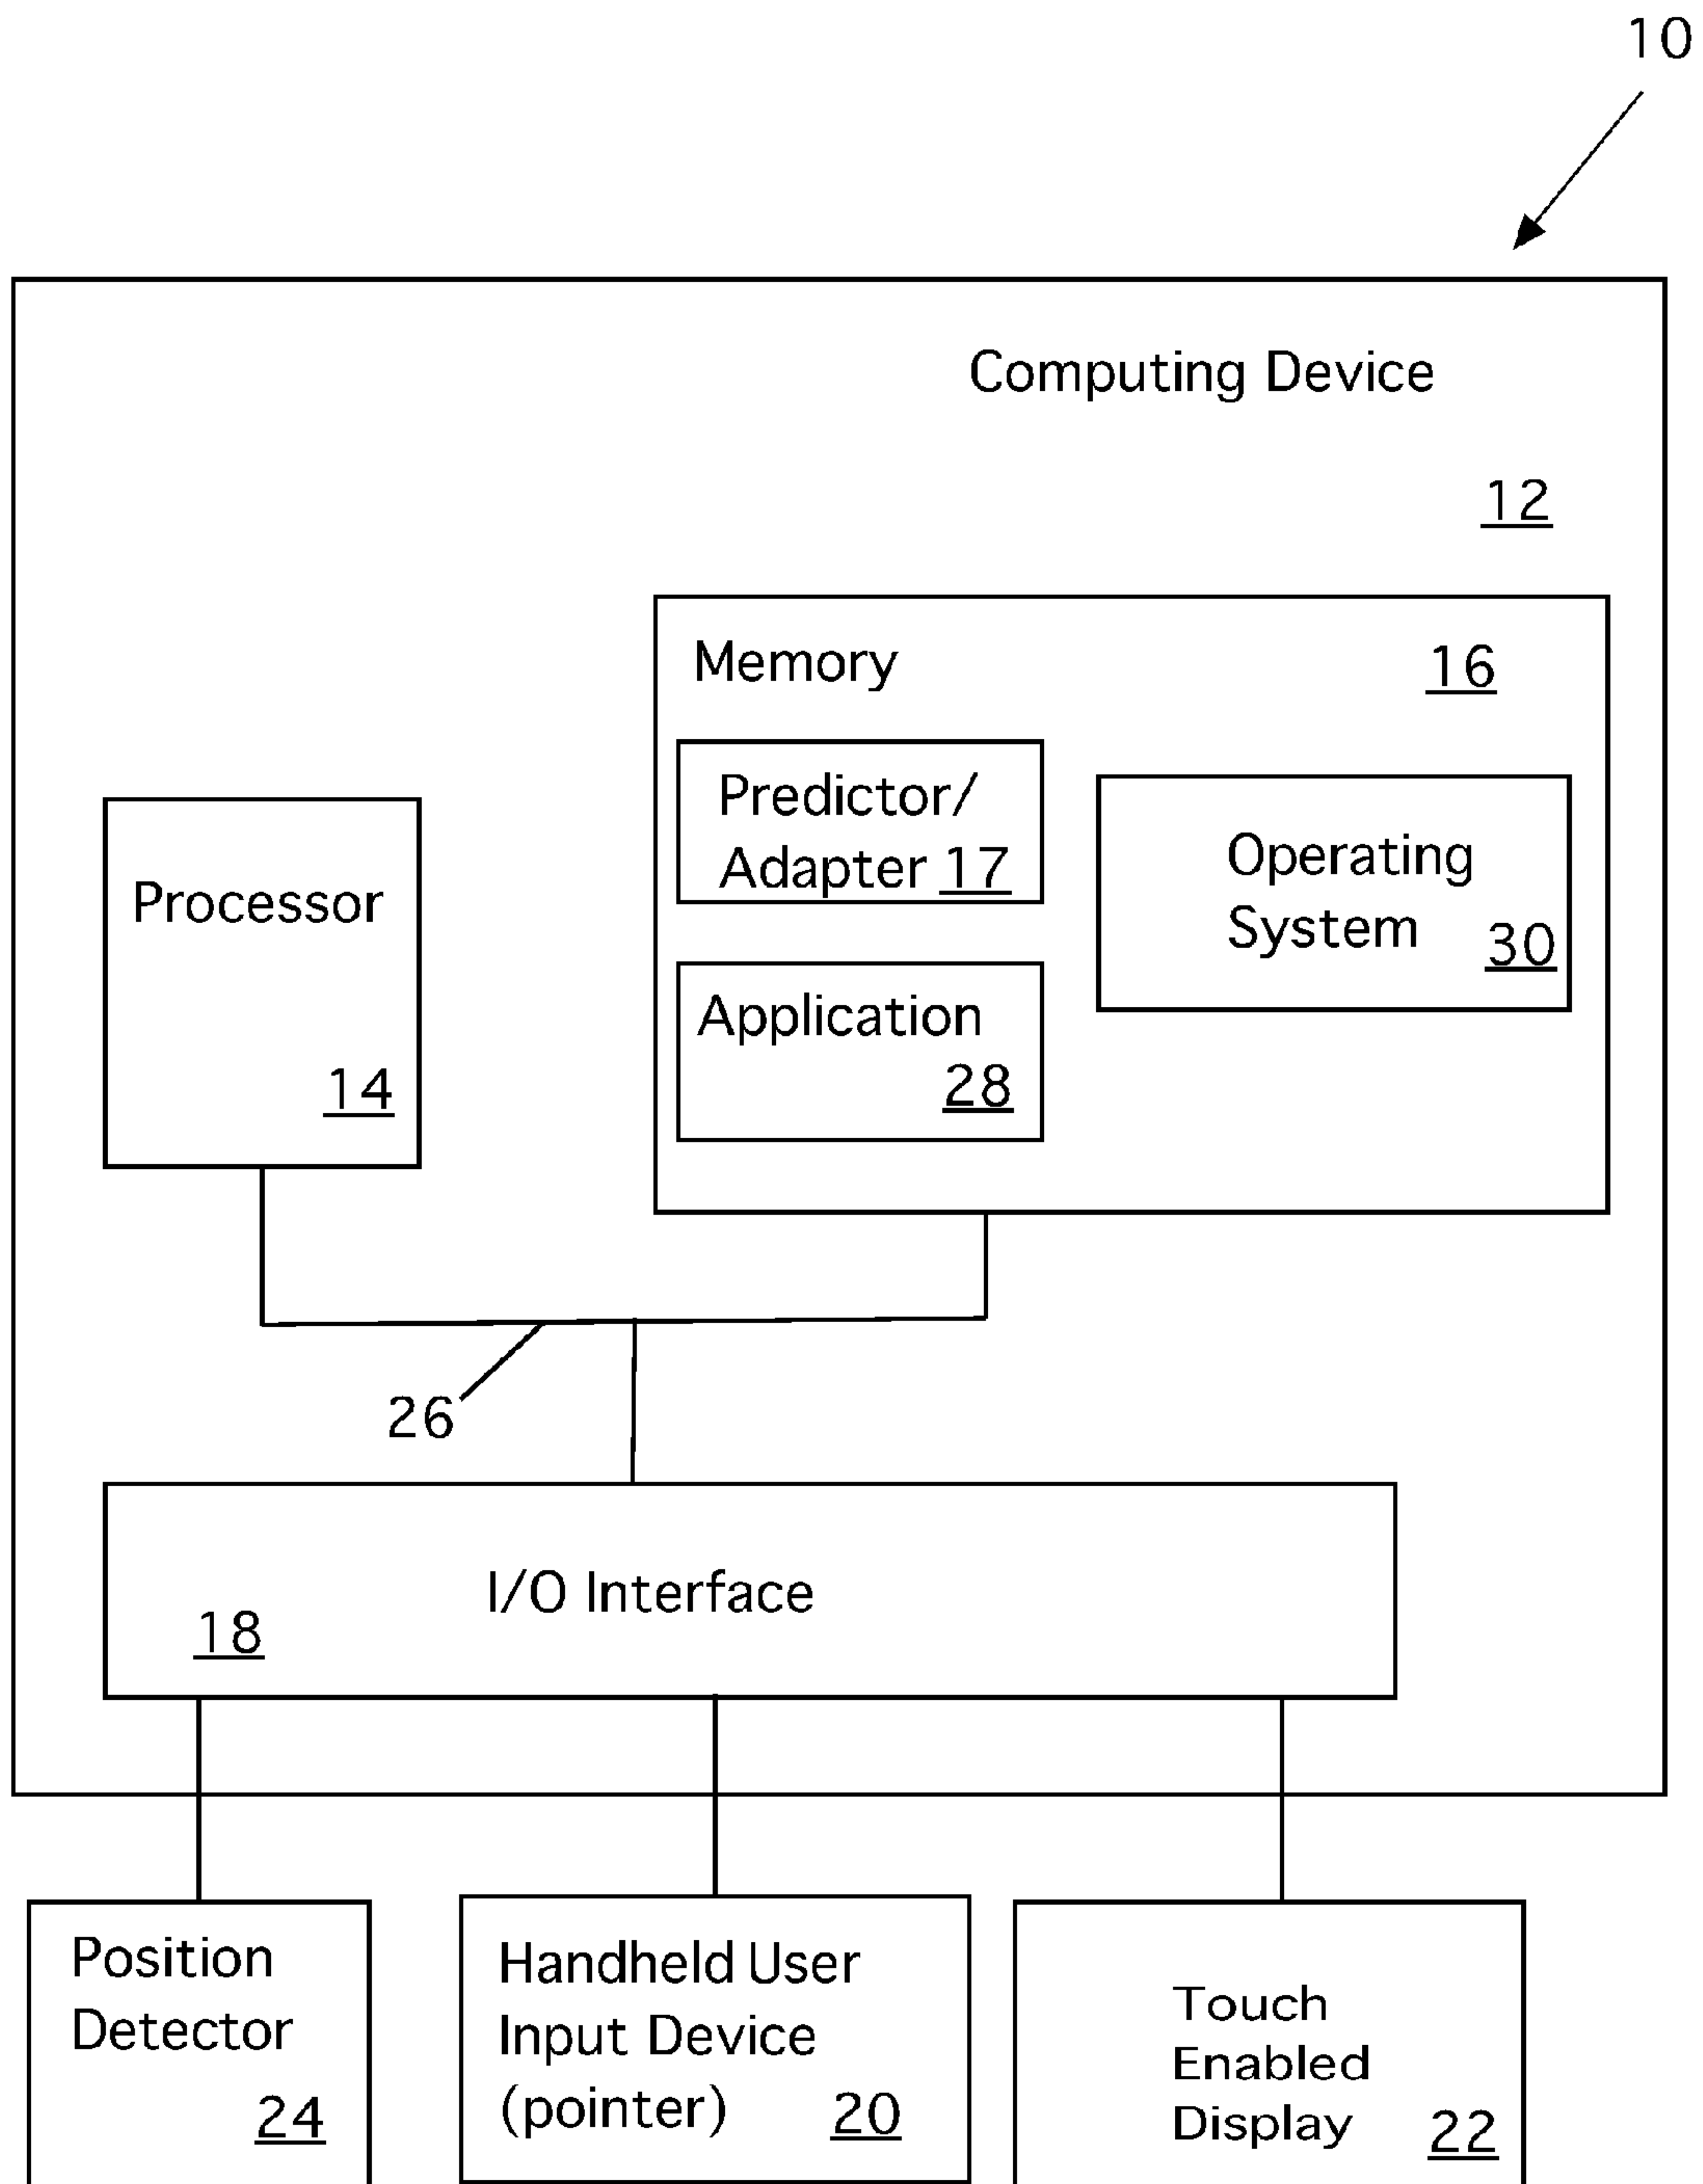 10
Computing Device
12
Memory
16
Predictor/
Adapter 17
Operating
System
30
Processor
14
Application
28
26
I/O Interface
18
Position
Detector
24
Handheld User
Input Device
(pointer)
20
Touch
Enabled
Display
22